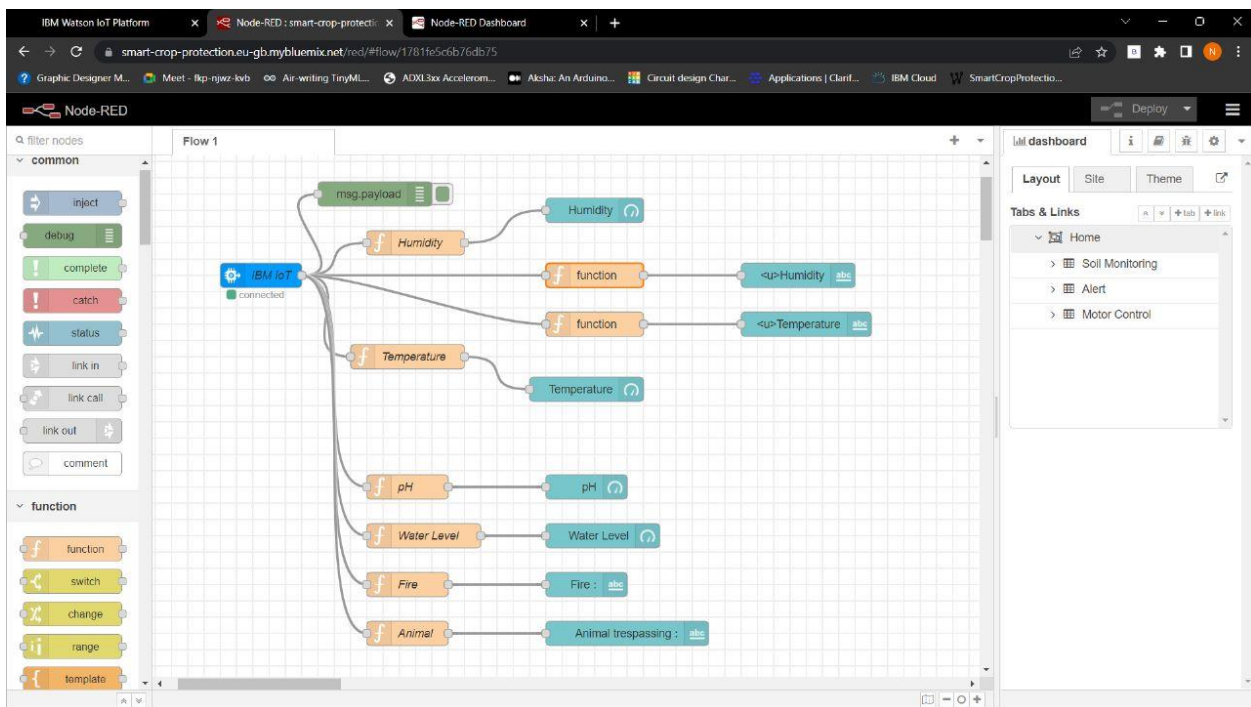 IBM Watson IoT Platform
Node-RED : smart-crop-protectic
Node-RED Dashboard
smart-crop-protection.eu-gb.mybluemix.net/red/#flow/1781fe5c6b76db75
Graphic Designer M...
Meet - fkp-njwz-kvb
Air-writing TinyML...
ADXL3xx Accelerom...
Aksha: An Arduino...
Circuit design Char...
Applications | Clarif...
IBM Cloud
SmartCropProtectio...
Node-RED
Deploy
filter nodes
Flow 1
dashboard
common
inject
debug
complete
catch
status
link in
link call
link out
comment
function
function
switch
change
range
template
msg.payload
Humidity
Humidity
IBM IoT
connected
function
<u>Humidity
abc
function
<u>Temperature
abc
Temperature
Temperature
pH
pH
Water Level
Water Level
Fire
Fire :
abc
Animal
Animal trespassing :
abc
Layout
Site
Theme
Tabs & Links
+tab
+link
Home
Soil Monitoring
Alert
Motor Control